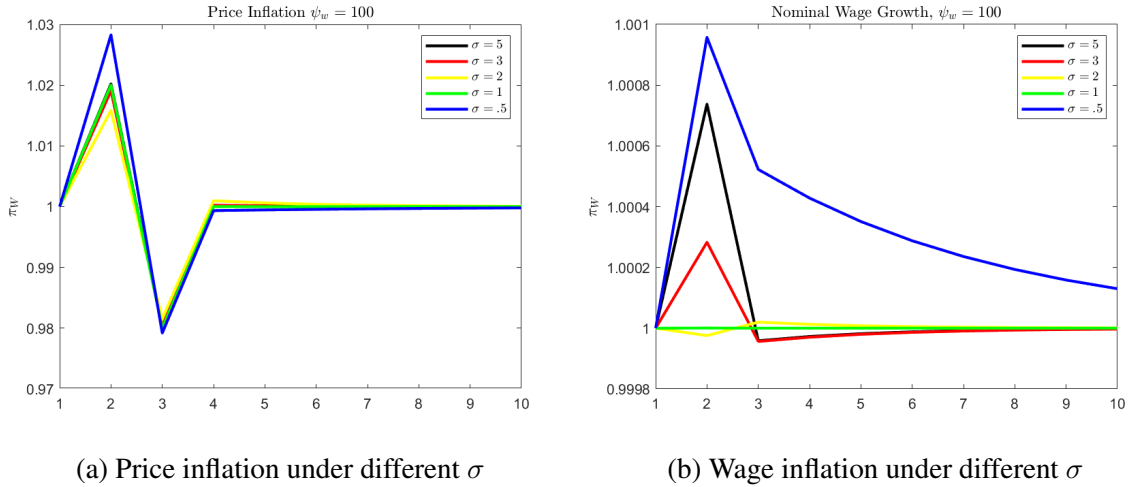 Price Inflation ψ_w = 100
1.03
1.02
1.01
1
0.99
0.98
0.97
π_W
1 2 3 4 5 6 7 8 9 10
σ = 5
σ = 3
σ = 2
σ = 1
σ = .5
Nominal Wage Growth, ψ_w = 100
1.001
1.0008
1.0006
1.0004
1.0002
1
0.9998
π_W
1 2 3 4 5 6 7 8 9 10
σ = 5
σ = 3
σ = 2
σ = 1
σ = .5
(a) Price inflation under different σ
(b) Wage inflation under different σ